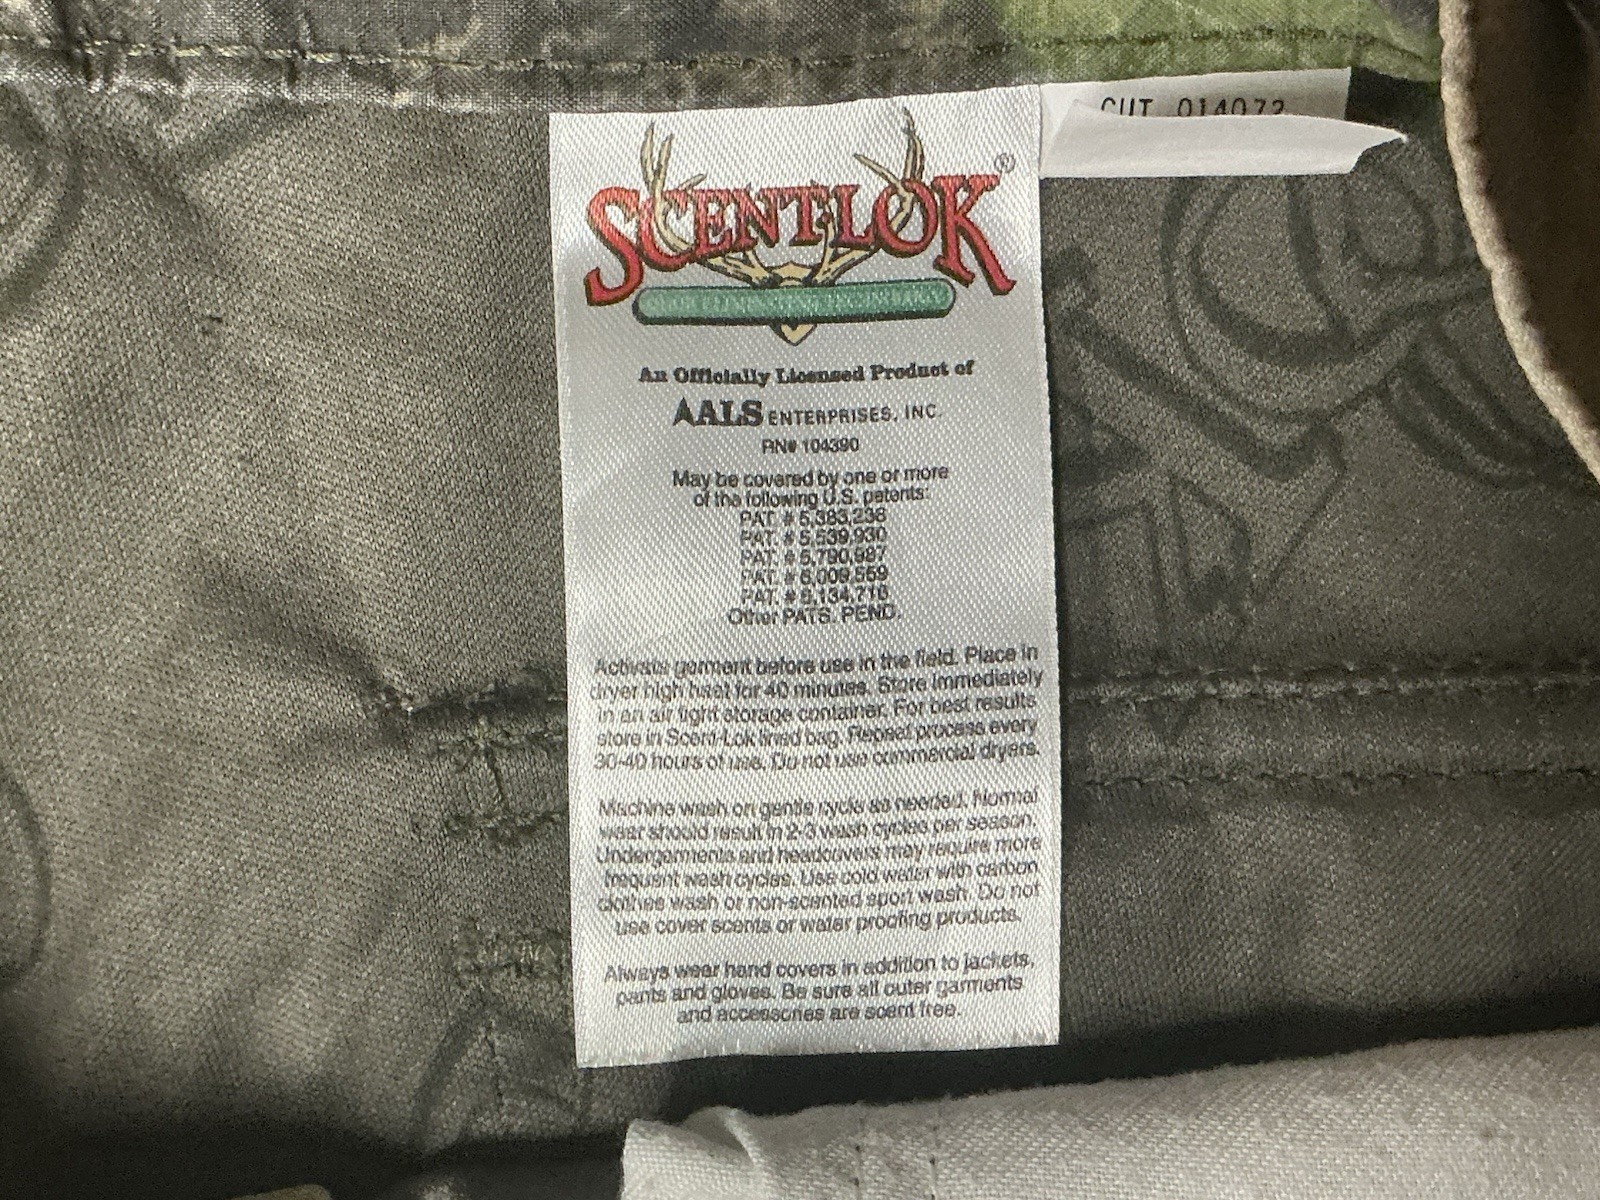 CUT 014072
SCENT-LOK®
An Officially Licensed Product of
AALS ENTERPRISES, INC.
RN# 104390
May be covered by one or more
of the following U.S. patents:
PAT. # 5,383,236
PAT. # 5,539,930
PAT. # 5,790,987
PAT. # 6,009,559
PAT. # 6,134,718
Other PATS. PEND.
Activate garment before use in the field. Place in
dryer high heat for 40 minutes. Store immediately
in an air tight storage container. For best results
store in Scent-Lok lined bag. Repeat process every
30-40 hours of use. Do not use commercial dryers.
Machine wash on gentle cycle as needed. Normal
wear should result in 2-3 wash cycles per season.
Undergarments and headcovers may require more
frequent wash cycles. Use cold water with carbon
clothes wash or non-scented sport wash. Do not
use cover scents or water proofing products.
Always wear hand covers in addition to jackets,
pants and gloves. Be sure all outer garments
and accessories are scent free.